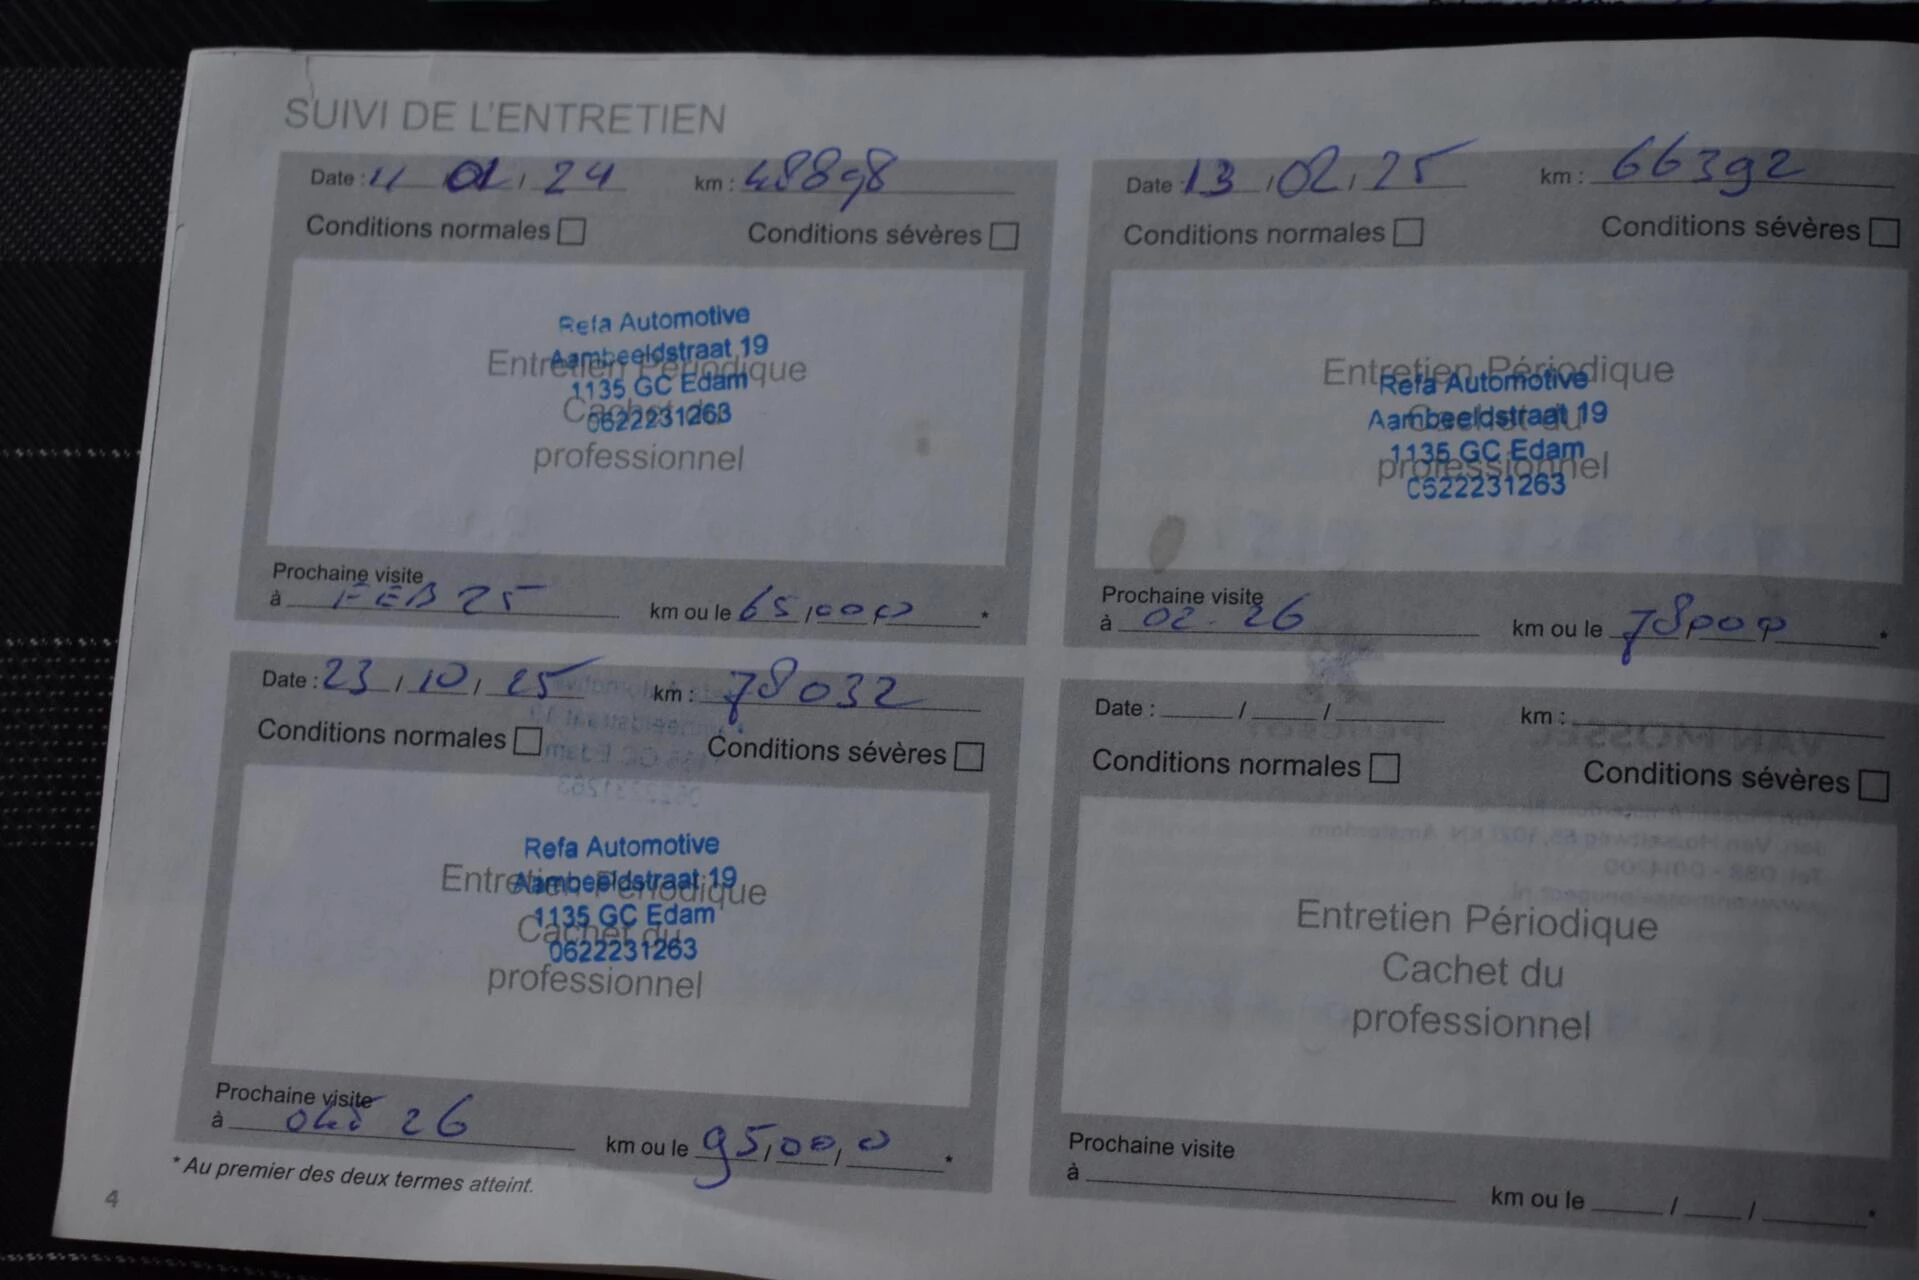 SUIVI DE L'ENTRETIEN
Date : 11 01 / 24 km : 48898
Conditions normales Conditions sévères
Refa Automotive
Aambeeldstraat 19
1135 GC Edam
0622231263
Entretien Périodique
Cachet du
professionnel
Prochaine visite
à FEB 25 km ou le 65,000 *
Date : 13 / 02 / 25 km : 66392
Conditions normales Conditions sévères
Entretien Périodique
Cachet du
professionnel
Refa Automotive
Aambeeldstraat 19
1135 GC Edam
0622231263
Prochaine visite
à 02-26 km ou le 78000 *
Date : 23 / 10 / 25 km : 78032
Conditions normales Conditions sévères
Refa Automotive
Aambeeldstraat 19
1135 GC Edam
0622231263
Entretien Périodique
Cachet du
professionnel
Prochaine visite
à okt 26 km ou le 95,000 *
Date : / / km :
Conditions normales Conditions sévères
Entretien Périodique
Cachet du
professionnel
Prochaine visite
à km ou le / / *
* Au premier des deux termes atteint.
4